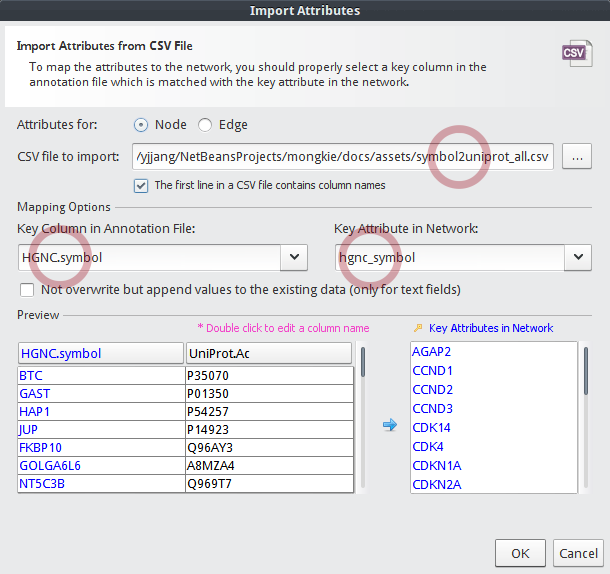 Import Attributes
Import Attributes from CSV File
To map the attributes to the network, you should properly select a key column in the
annotation file which is matched with the key attribute in the network.
CSV
Attributes for: Node Edge
CSV file to import: /yjjang/NetBeansProjects/mongkie/docs/assets/symbol2uniprot_all.csv ...
The first line in a CSV file contains column names
Mapping Options
Key Column in Annotation File: Key Attribute in Network:
HGNC.symbol hgnc_symbol
Not overwrite but append values to the existing data (only for text fields)
Preview
* Double click to edit a column name Key Attributes in Network
HGNC.symbol UniProt.Ac AGAP2
BTC P35070 CCND1
GAST P01350 CCND2
HAP1 P54257 CCND3
JUP P14923 CDK14
FKBP10 Q96AY3 CDK4
GOLGA6L6 A8MZA4 CDKN1A
NT5C3B Q969T7 CDKN2A
OK Cancel